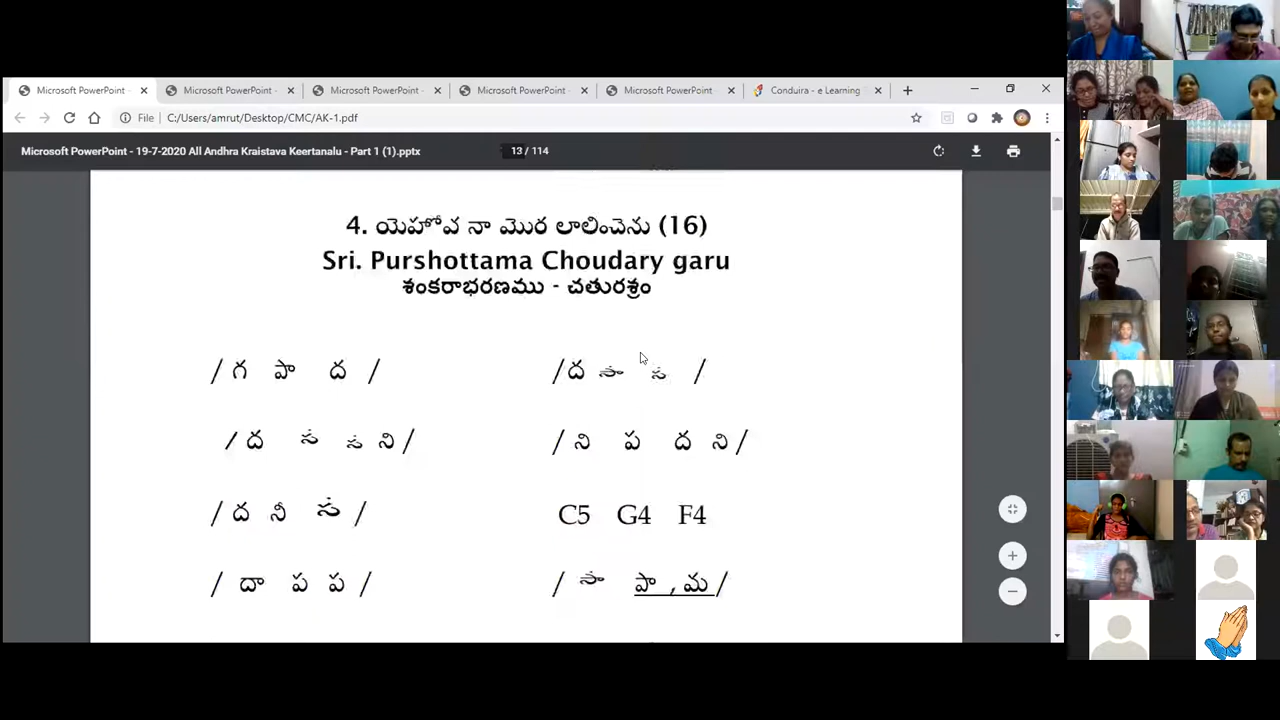 Microsoft PowerPoint - Microsoft PowerPoint - Microsoft PowerPoint - Microsoft PowerPoint - Microsoft PowerPoint - Conduira - e Learning
File C:/Users/amrut/Desktop/CMC/AK-1.pdf
Microsoft PowerPoint - 19-7-2020 All Andhra Kraistava Keertanalu - Part 1 (1).pptx 13 / 114
4. యెహోవ నా మొర లాలించెను (16)
Sri. Purshottama Choudary garu
శంకరాభరణము - చతురశ్రం
/ గ పా ద / /ద సా స /
/ ద స స ని / / ని ప ద ని /
/ ద నీ స / C5 G4 F4
/ దా ప ప / / సా పా , మ /